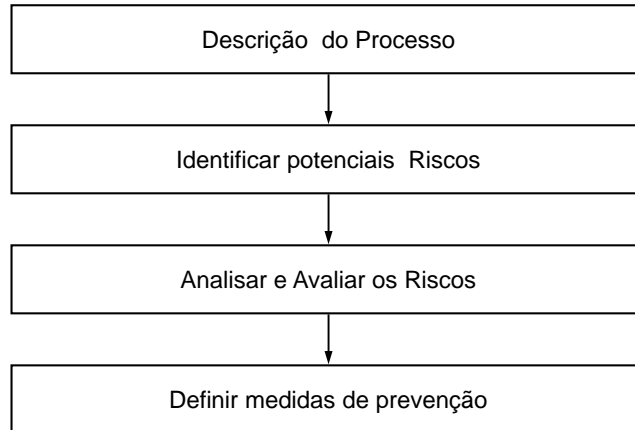 Descrição do Processo
Identificar potenciais Riscos
Analisar e Avaliar os Riscos
Definir medidas de prevenção